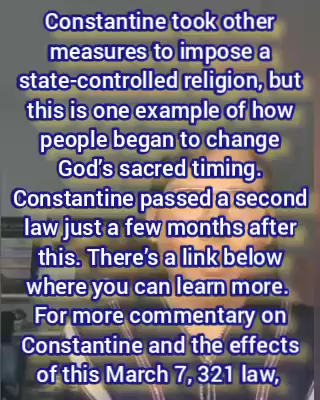 Constantine took other
measures to impose a
state-controlled religion, but
this is one example of how
people began to change
God's sacred timing.
Constantine passed a second
law just a few months after
this. There's a link below
where you can learn more.
For more commentary on
Constantine and the effects
of this March 7, 321 law,